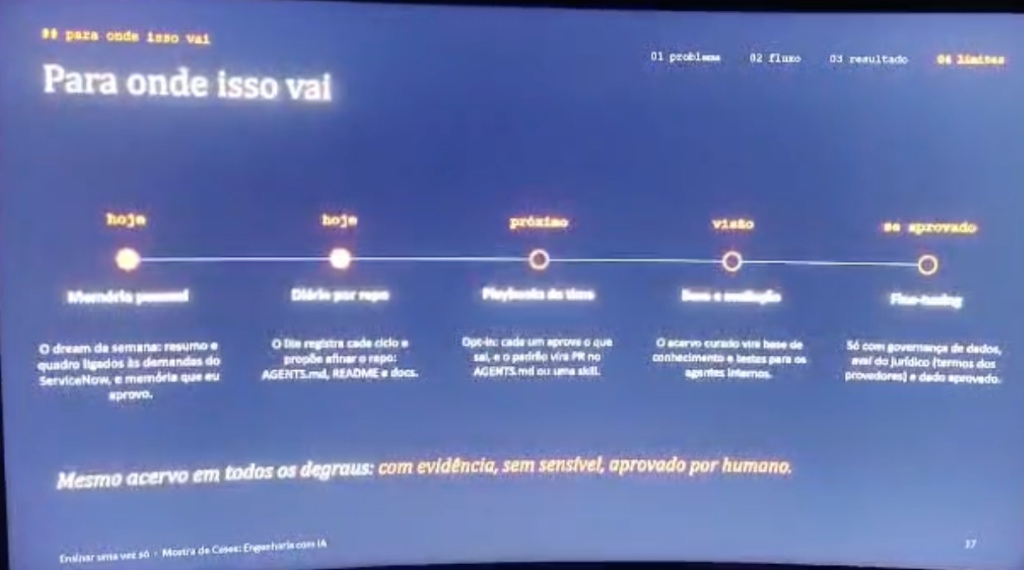 ## para onde isso vai
01 problema 02 fluxo 03 resultado 04 limites
Para onde isso vai
hoje
hoje
próximo
visão
se aprovado
Memória pessoal
Diário por repo
Playbooks do time
Base e avaliação
Fine-tuning
O dream da semana: resumo e
quadro ligados às demandas do
ServiceNow, e memória que eu
aprovo.
O lite registra cada ciclo e
propõe afinar o repo:
AGENTS.md, README e docs.
Opt-in: cada um aprova o que
sai, e o padrão vira PR no
AGENTS.md ou uma skill.
O acervo curado vira base de
conhecimento e testes para os
agentes internos.
Só com governança de dados,
aval do jurídico (termos dos
provedores) e dado aprovado.
Mesmo acervo em todos os degraus: com evidência, sem sensível, aprovado por humano.
Ensinar uma vez só · Mostra de Cases: Engenharia com IA